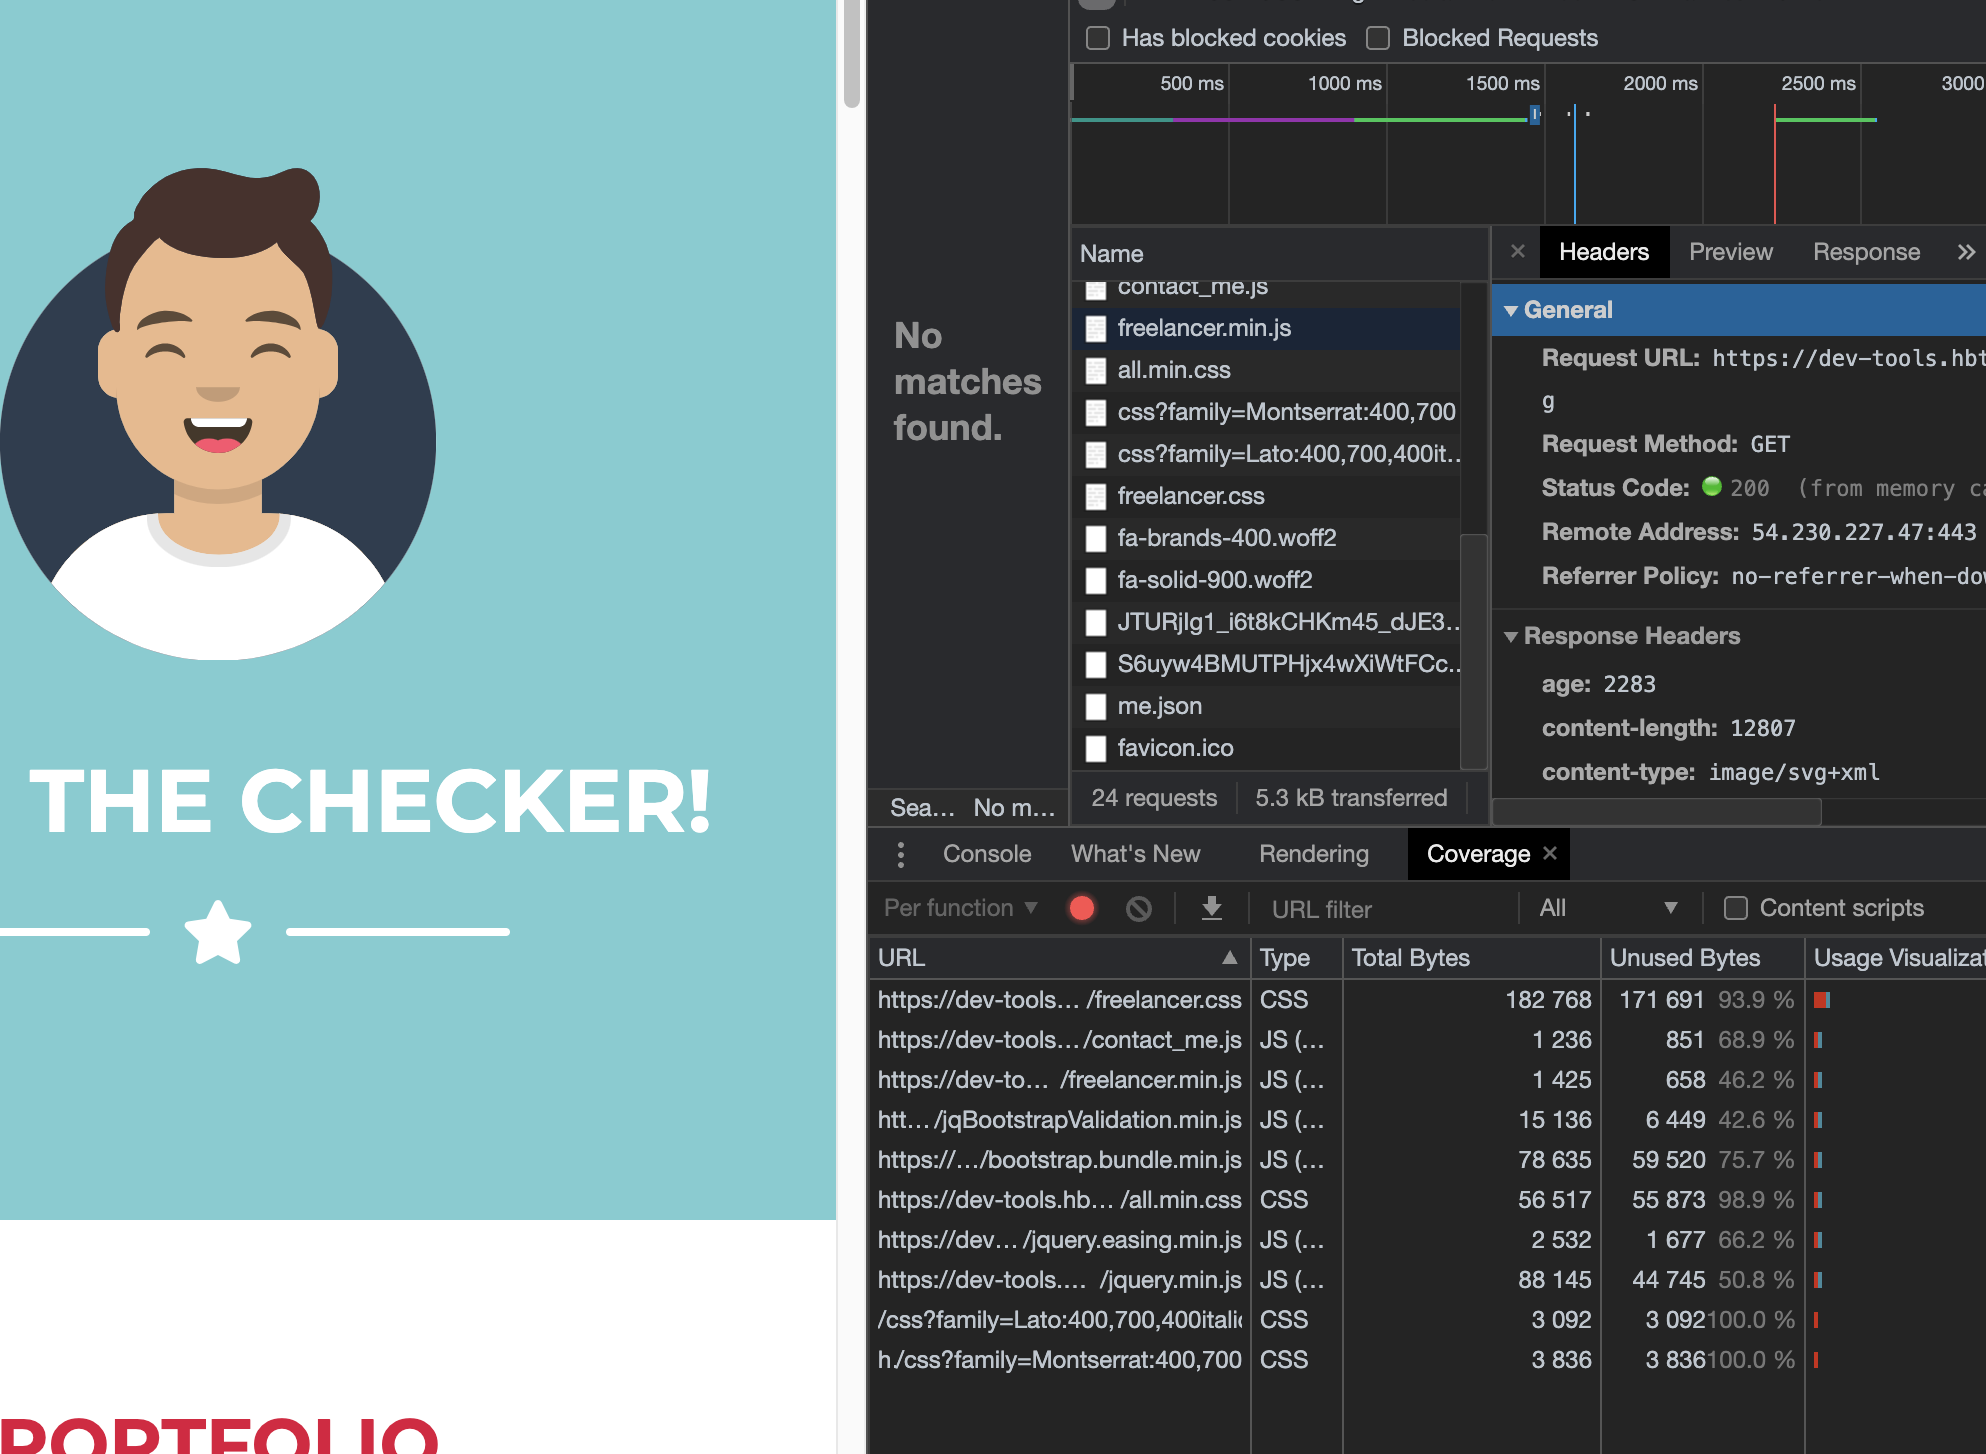 THE CHECKER!
PORTFOLIO
No
matches
found.
Sea… No m…
Has blocked cookies Blocked Requests
500 ms 1000 ms 1500 ms 2000 ms 2500 ms 3000
Name
contact_me.js
freelancer.min.js
all.min.css
css?family=Montserrat:400,700
css?family=Lato:400,700,400it…
freelancer.css
fa-brands-400.woff2
fa-solid-900.woff2
JTURjIg1_i6t8kCHKm45_dJE3…
S6uyw4BMUTPHjx4wXiWtFCc…
me.json
favicon.ico
24 requests 5.3 kB transferred
× Headers Preview Response »
General
Request URL: https://dev-tools.hbt
g
Request Method: GET
Status Code: 200 (from memory ca
Remote Address: 54.230.227.47:443
Referrer Policy: no-referrer-when-dow
Response Headers
age: 2283
content-length: 12807
content-type: image/svg+xml
Console What's New Rendering Coverage ×
Per function URL filter All Content scripts
URL Type Total Bytes Unused Bytes Usage Visualizat
https://dev-tools… /freelancer.css CSS 182 768 171 691 93.9 %
https://dev-tools… /contact_me.js JS (… 1 236 851 68.9 %
https://dev-to… /freelancer.min.js JS (… 1 425 658 46.2 %
htt… /jqBootstrapValidation.min.js JS (… 15 136 6 449 42.6 %
https://… /bootstrap.bundle.min.js JS (… 78 635 59 520 75.7 %
https://dev-tools.hb… /all.min.css CSS 56 517 55 873 98.9 %
https://dev… /jquery.easing.min.js JS (… 2 532 1 677 66.2 %
https://dev-tools.… /jquery.min.js JS (… 88 145 44 745 50.8 %
/css?family=Lato:400,700,400italic CSS 3 092 3 092 100.0 %
h./css?family=Montserrat:400,700 CSS 3 836 3 836 100.0 %